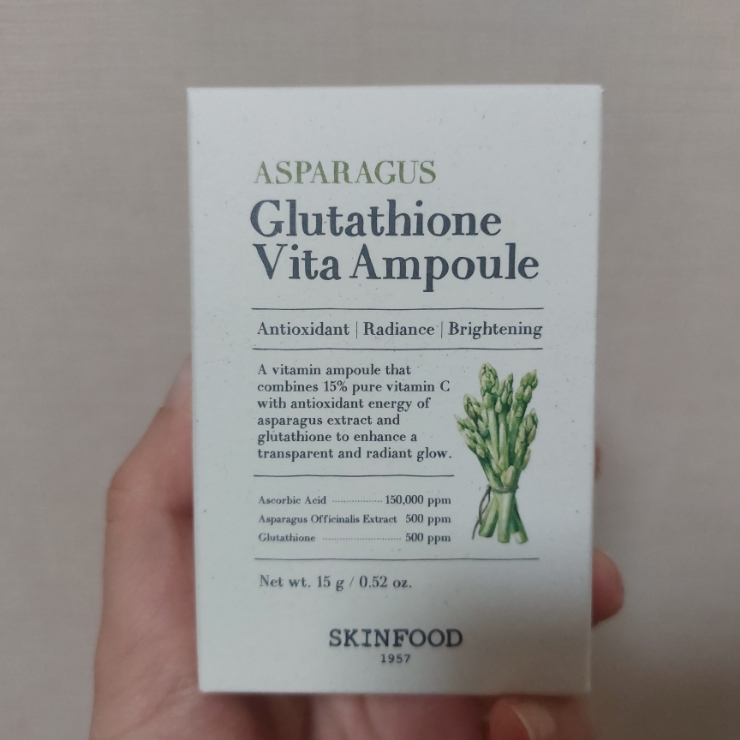 ASPARAGUS
Glutathione
Vita Ampoule
Antioxidant | Radiance | Brightening
A vitamin ampoule that
combines 15% pure vitamin C
with antioxidant energy of
asparagus extract and
glutathione to enhance a
transparent and radiant glow.
Ascorbic Acid ................ 150,000 ppm
Asparagus Officinalis Extract 500 ppm
Glutathione ......................... 500 ppm
Net wt. 15 g / 0.52 oz.
SKINFOOD
1957